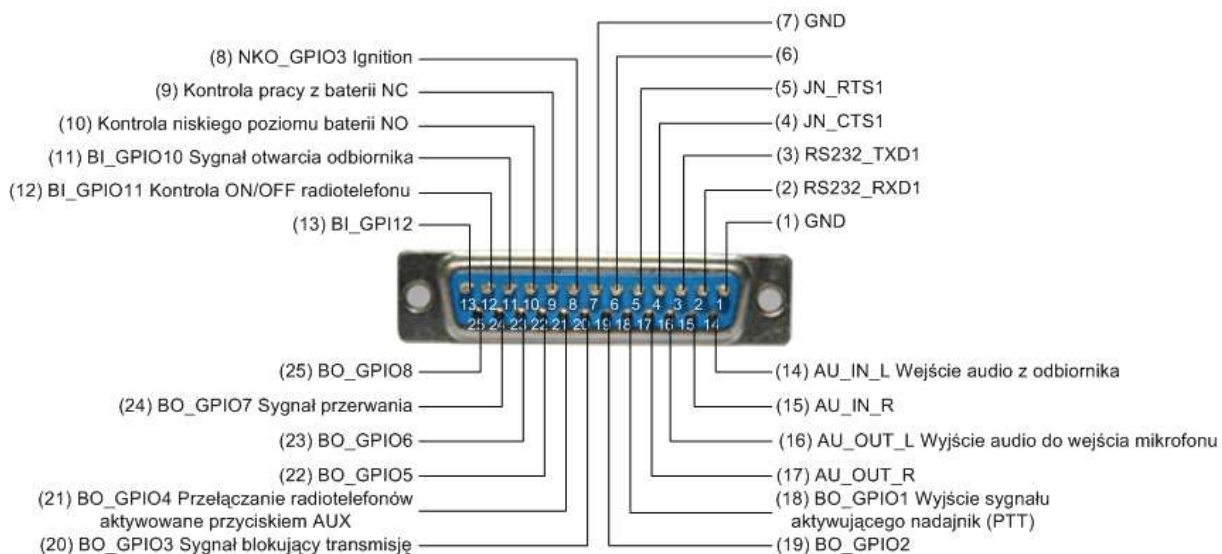 (7) GND
(8) NKO_GPIO3 Ignition
(6)
(9) Kontrola pracy z baterii NC
(5) JN_RTS1
(10) Kontrola niskiego poziomu baterii NO
(4) JN_CTS1
(11) BI_GPIO10 Sygnał otwarcia odbiornika
(3) RS232_TXD1
(12) BI_GPIO11 Kontrola ON/OFF radiotelefonu
(2) RS232_RXD1
(13) BI_GPI12
(1) GND
13 12 11 10 9 8 7 6 5 4 3 2 1
25 24 23 22 21 20 19 18 17 16 15 14
(25) BO_GPIO8
(14) AU_IN_L Wejście audio z odbiornika
(24) BO_GPIO7 Sygnał przerwania
(15) AU_IN_R
(23) BO_GPIO6
(16) AU_OUT_L Wyjście audio do wejścia mikrofonu
(22) BO_GPIO5
(17) AU_OUT_R
(21) BO_GPIO4 Przełączanie radiotelefonów
aktywowane przyciskiem AUX
(18) BO_GPIO1 Wyjście sygnału
aktywującego nadajnik (PTT)
(20) BO_GPIO3 Sygnał blokujący transmisję
(19) BO_GPIO2